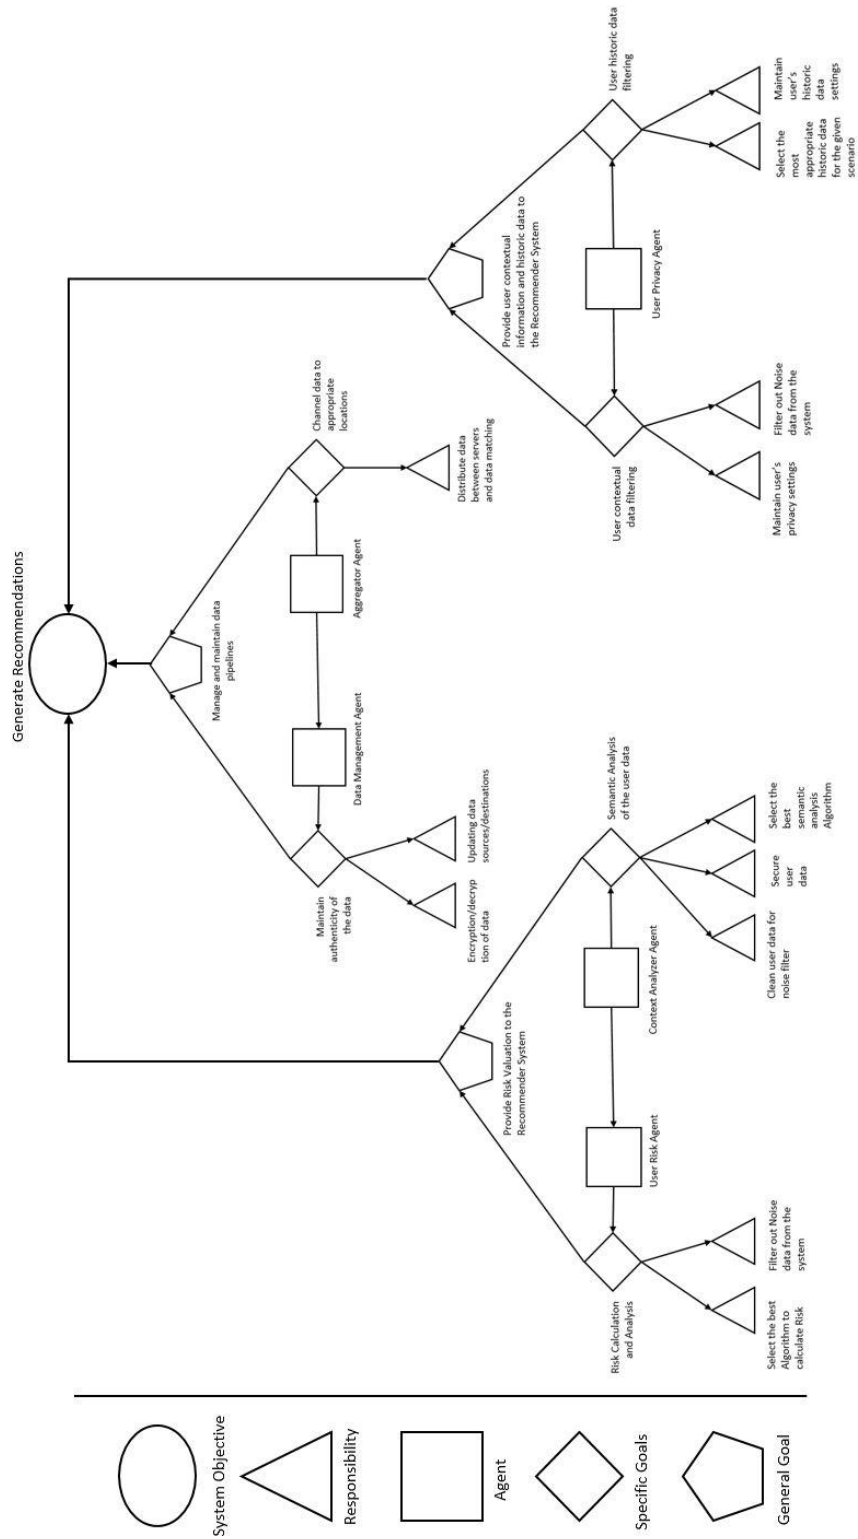 Generate Recommendations
Manage and maintain data
pipelines
Channel data to
appropriate
locations
Aggregator Agent
Data Management Agent
Maintain
authenticity of
the data
Distribute data
between servers
and data matching
Updating data
sources/destinations
Encryption/decryp
tion of data
Provide Risk Valuation to the
Recommender System
Risk Calculation
and Analysis
User Risk Agent
Context Analyzer Agent
Semantic Analysis
of the user data
Select the best
Algorithm to
calculate Risk
Filter out Noise
data from the
system
Clean user data for
noise filter
Secure
user
data
Select the
best
semantic
analysis
Algorithm
Provide user contextual
information and historic data to
the Recommender System
User contextual
data filtering
User Privacy Agent
User historic data
filtering
Maintain user's
privacy settings
Filter out Noise
data from the
system
Select the
most
appropriate
historic data
for the given
scenario
Maintain
user's
historic
data
settings
System Objective
Responsibility
Agent
Specific Goals
General Goal